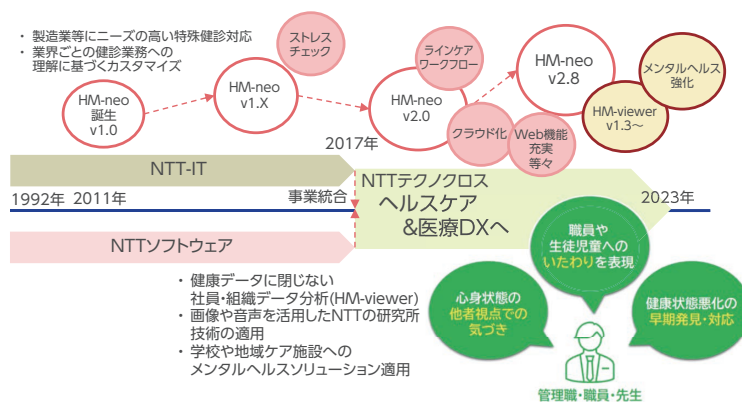 ・ 製造業等にニーズの高い特殊健診対応
・ 業界ごとの健診業務への
理解に基づくカスタマイズ
HM-neo
誕生
v1.0
HM-neo
v1.X
ストレス
チェック
2017年
HM-neo
v2.0
ラインケア
ワークフロー
クラウド化
Web機能
充実
等々
HM-neo
v2.8
HM-viewer
v1.3～
メンタルヘルス
強化
NTT-IT
1992年 2011年
事業統合
NTTテクノクロス
ヘルスケア
&医療DXへ
2023年
NTTソフトウェア
・ 健康データに閉じない
社員・組織データ分析(HM-viewer)
・ 画像や音声を活用したNTTの研究所
技術の適用
・ 学校や地域ケア施設への
メンタルヘルスソリューション適用
職員や
生徒児童への
いたわりを表現
心身状態の
他者視点での
気づき
健康状態悪化の
早期発見・対応
管理職・職員・先生